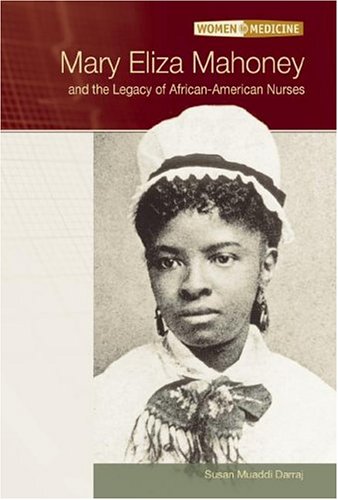 WOMEN in MEDICINE
Mary Eliza Mahoney
and the Legacy of African-American Nurses
Susan Muaddi Darraj